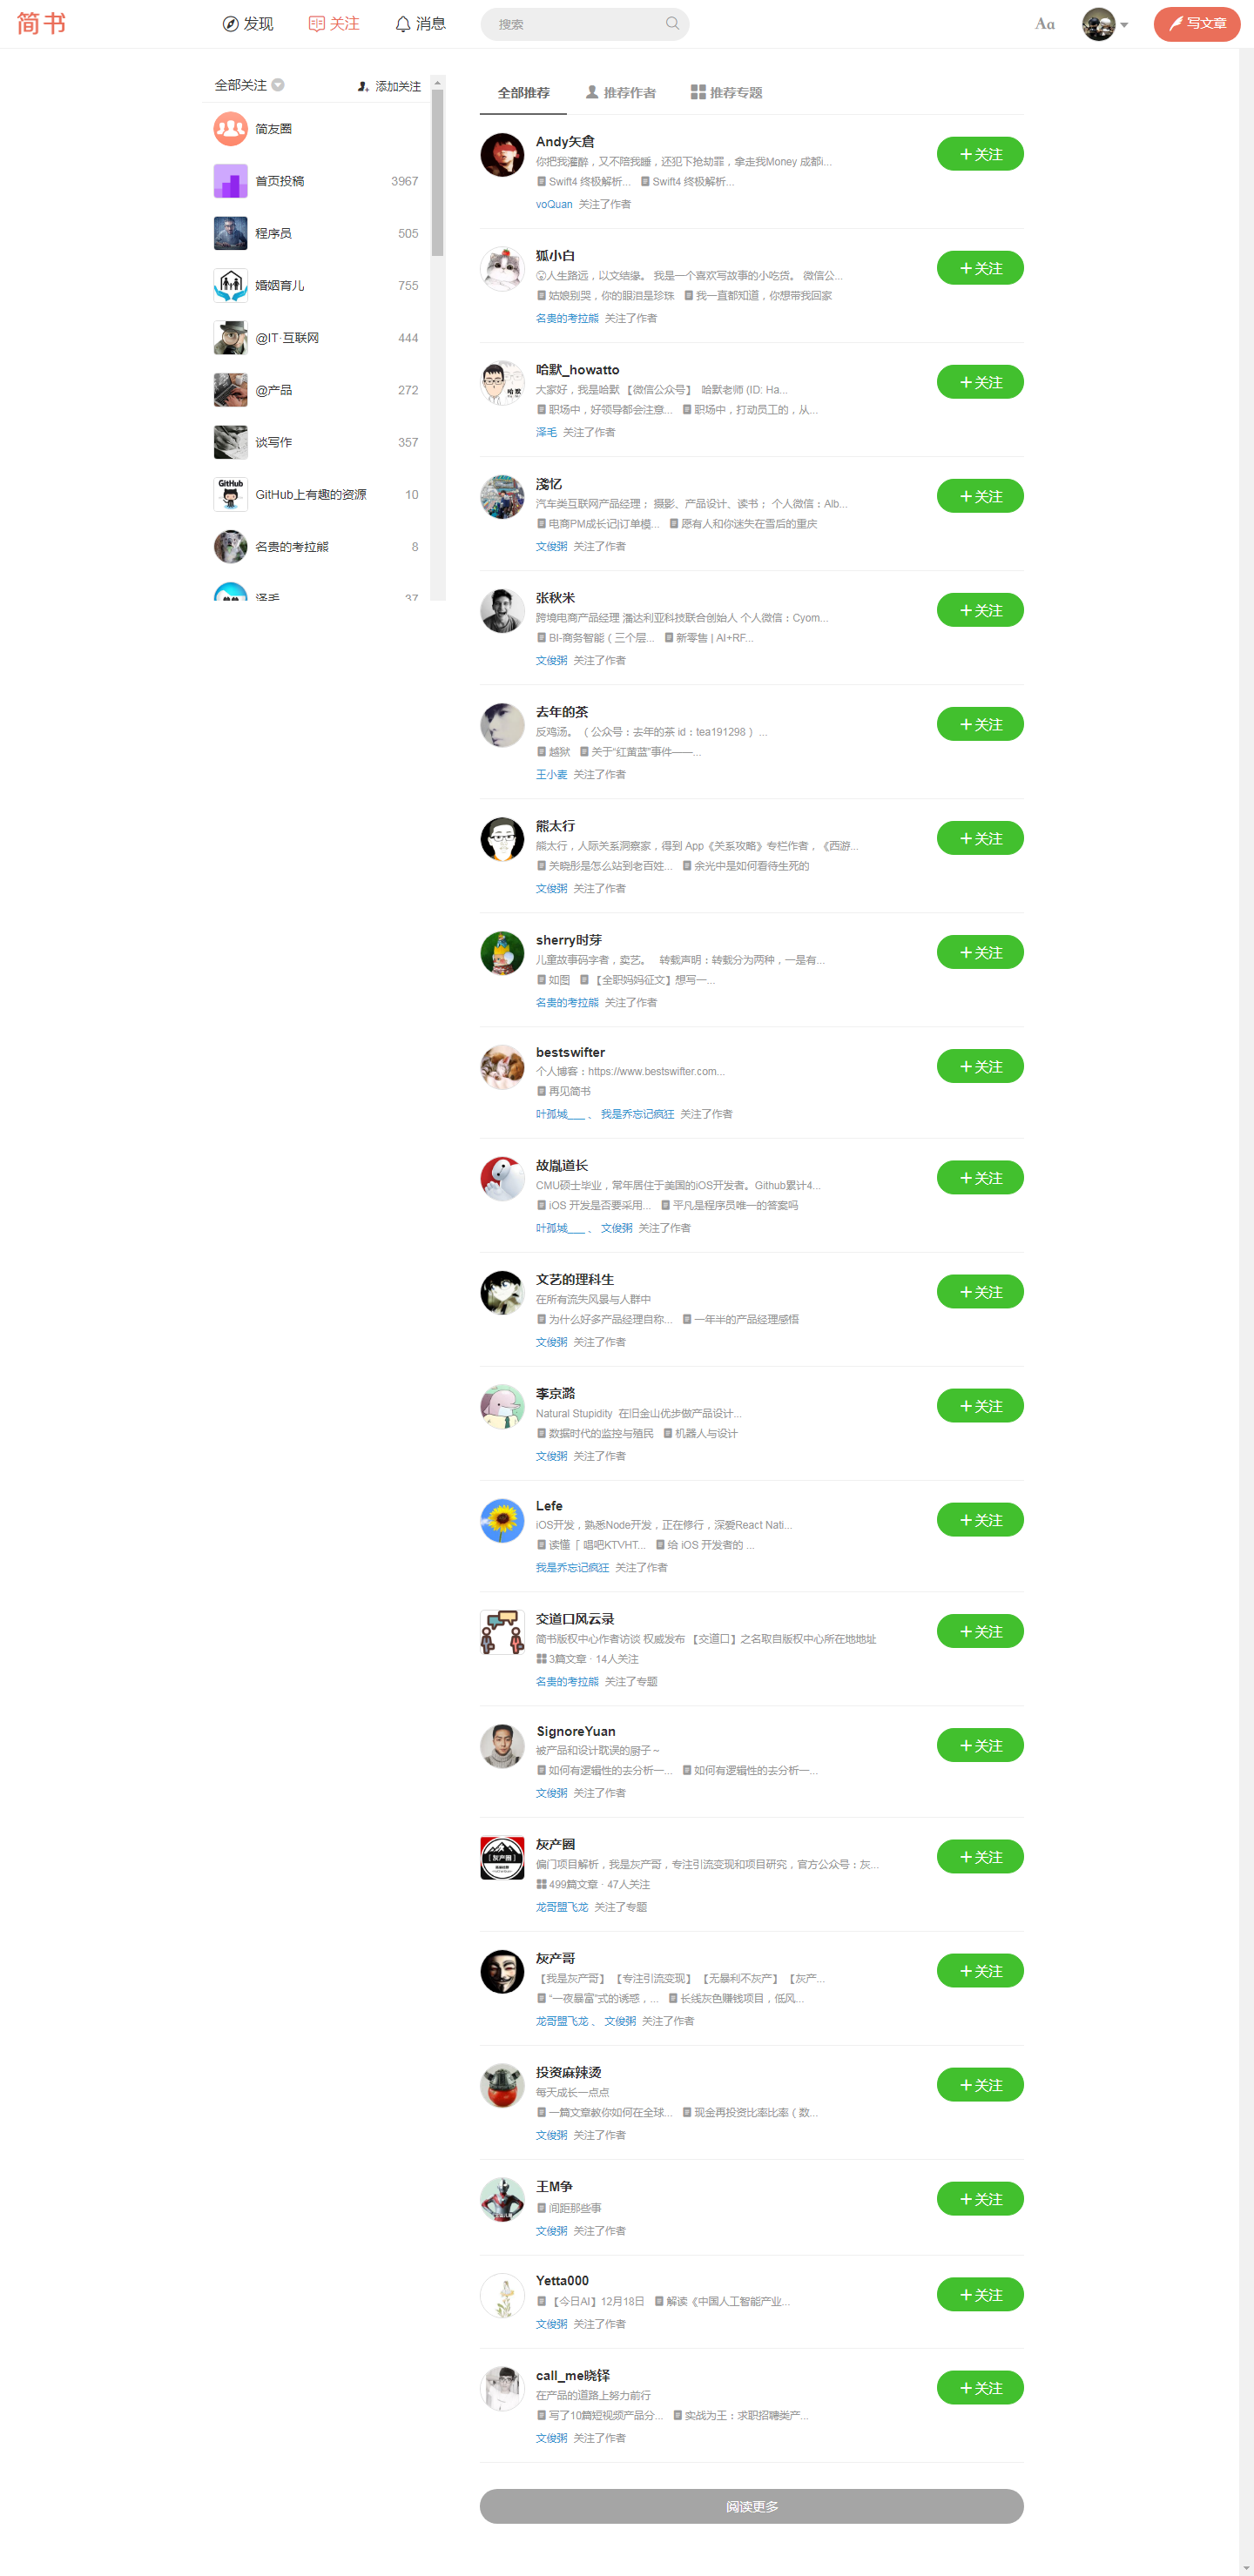 简书
发现 关注 消息 搜索 Aa 写文章
全部关注 添加关注
简友圈
首页投稿 3967
程序员 505
婚姻育儿 755
@IT·互联网 444
@产品 272
谈写作 357
GitHub上有趣的资源 10
名贵的考拉熊 8
泽毛 37
全部推荐 推荐作者 推荐专题
Andy矢倉
你把我灌醉，又不陪我睡，还犯下抢劫罪，拿走我Money 成都i...
Swift4 终极解析... Swift4 终极解析...
voQuan 关注了作者
+关注
狐小白
人生路远，以文结缘。 我是一个喜欢写故事的小吃货。 微信公...
姑娘别哭，你的眼泪是珍珠 我一直都知道，你想带我回家
名贵的考拉熊 关注了作者
+关注
哈默_howatto
大家好，我是哈默 【微信公众号】 哈默老师 (ID: Ha...
职场中，好领导都会注意... 职场中，打动员工的，从...
泽毛 关注了作者
+关注
淺忆
汽车类互联网产品经理； 摄影、产品设计、读书； 个人微信：Alb...
电商PM成长记|订单模... 愿有人和你迷失在雪后的重庆
文俊粥 关注了作者
+关注
张秋米
跨境电商产品经理 潘达利亚科技联合创始人 个人微信：Cyom...
BI-商务智能（三个层... 新零售 | AI+RF...
文俊粥 关注了作者
+关注
去年的茶
反鸡汤。（公众号：去年的茶 id：tea191298 ）...
越狱 关于“红黄蓝”事件——...
王小麦 关注了作者
+关注
熊太行
熊太行，人际关系洞察家，得到 App《关系攻略》专栏作者，《西游...
关晓彤是怎么站到老百姓... 余光中是如何看待生死的
文俊粥 关注了作者
+关注
sherry时芽
儿童故事码字者，卖艺。 转载声明：转载分为两种，一是有...
如图 【全职妈妈征文】想写一...
名贵的考拉熊 关注了作者
+关注
bestswifter
个人博客：https://www.bestswifter.com...
再见简书
叶孤城___ 、 我是乔忘记疯狂 关注了作者
+关注
故胤道长
CMU硕士毕业，常年居住于美国的iOS开发者。Github累计4...
iOS 开发是否要采用... 平凡是程序员唯一的答案吗
叶孤城___ 、 文俊粥 关注了作者
+关注
文艺的理科生
在所有流失风景与人群中
为什么好多产品经理自称... 一年半的产品经理感悟
文俊粥 关注了作者
+关注
李京潞
Natural Stupidity 在旧金山优步做产品设计...
数据时代的监控与殖民 机器人与设计
文俊粥 关注了作者
+关注
Lefe
iOS开发，熟悉Node开发，正在修行，深爱React Nati...
读懂「 唱吧KTVHT... 给 iOS 开发者的 ...
我是乔忘记疯狂 关注了作者
+关注
交道口风云录
简书版权中心作者访谈 权威发布 【交道口】之名取自版权中心所在地地址
3篇文章 · 14人关注
名贵的考拉熊 关注了专题
+关注
SignoreYuan
被产品和设计耽误的厨子～
如何有逻辑性的去分析一... 如何有逻辑性的去分析一...
文俊粥 关注了作者
+关注
灰产圈
偏门项目解析，我是灰产哥，专注引流变现和项目研究，官方公众号：灰...
499篇文章 · 47人关注
龙哥盟飞龙 关注了专题
+关注
灰产哥
【我是灰产哥】 【专注引流变现】 【无暴利不灰产】 【灰产...
“一夜暴富”式的诱惑，... 长线灰色赚钱项目，低风...
龙哥盟飞龙 、 文俊粥 关注了作者
+关注
投资麻辣烫
每天成长一点点
一篇文章教你如何在全球... 现金再投资比率比率（数...
文俊粥 关注了作者
+关注
王M争
间距那些事
文俊粥 关注了作者
+关注
Yetta000
【今日AI】12月18日 解读《中国人工智能产业...
文俊粥 关注了作者
+关注
call_me晓铎
在产品的道路上努力前行
写了10篇短视频产品分... 实战为王：求职招聘类产...
文俊粥 关注了作者
+关注
阅读更多